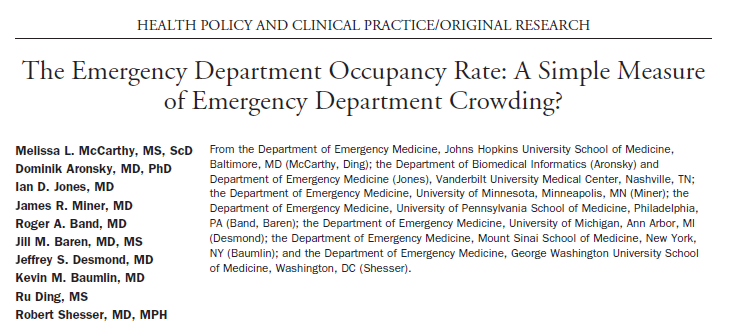 HEALTH POLICY AND CLINICAL PRACTICE/ORIGINAL RESEARCH
The Emergency Department Occupancy Rate: A Simple Measure
of Emergency Department Crowding?
Melissa L. McCarthy, MS, ScD
Dominik Aronsky, MD, PhD
Ian D. Jones, MD
James R. Miner, MD
Roger A. Band, MD
Jill M. Baren, MD, MS
Jeffrey S. Desmond, MD
Kevin M. Baumlin, MD
Ru Ding, MS
Robert Shesser, MD, MPH
From the Department of Emergency Medicine, Johns Hopkins University School of Medicine,
Baltimore, MD (McCarthy, Ding); the Department of Biomedical Informatics (Aronsky) and
Department of Emergency Medicine (Jones), Vanderbilt University Medical Center, Nashville, TN;
the Department of Emergency Medicine, University of Minnesota, Minneapolis, MN (Miner); the
Department of Emergency Medicine, University of Pennsylvania School of Medicine, Philadelphia,
PA (Band, Baren); the Department of Emergency Medicine, University of Michigan, Ann Arbor, MI
(Desmond); the Department of Emergency Medicine, Mount Sinai School of Medicine, New York,
NY (Baumlin); and the Department of Emergency Medicine, George Washington University School
of Medicine, Washington, DC (Shesser).